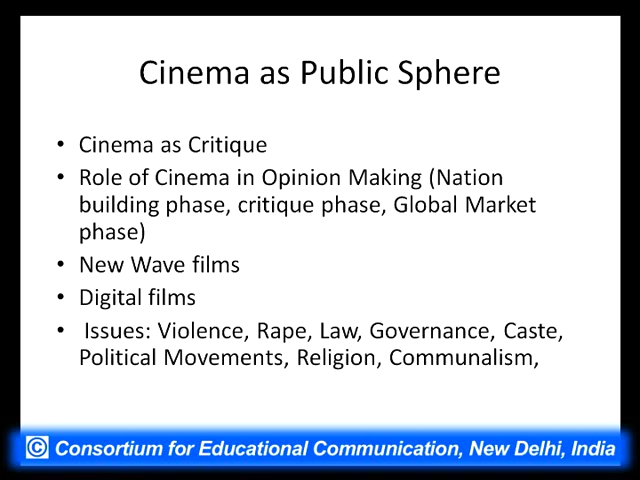 Cinema as Public Sphere
• Cinema as Critique
• Role of Cinema in Opinion Making (Nation
building phase, critique phase, Global Market
phase)
• New Wave films
• Digital films
• Issues: Violence, Rape, Law, Governance, Caste,
Political Movements, Religion, Communalism,
© Consortium for Educational Communication, New Delhi, India